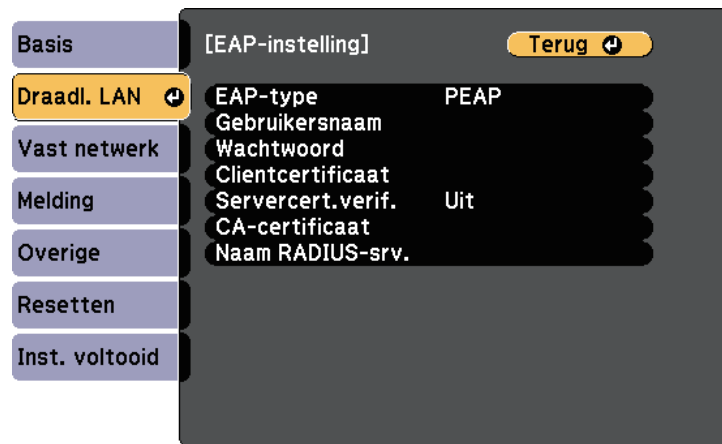 Basis
Draadl. LAN
Vast netwerk
Melding
Overige
Resetten
Inst. voltooid
[EAP-instelling]
Terug
EAP-type PEAP
Gebruikersnaam
Wachtwoord
Clientcertificaat
Servercert.verif. Uit
CA-certificaat
Naam RADIUS-srv.